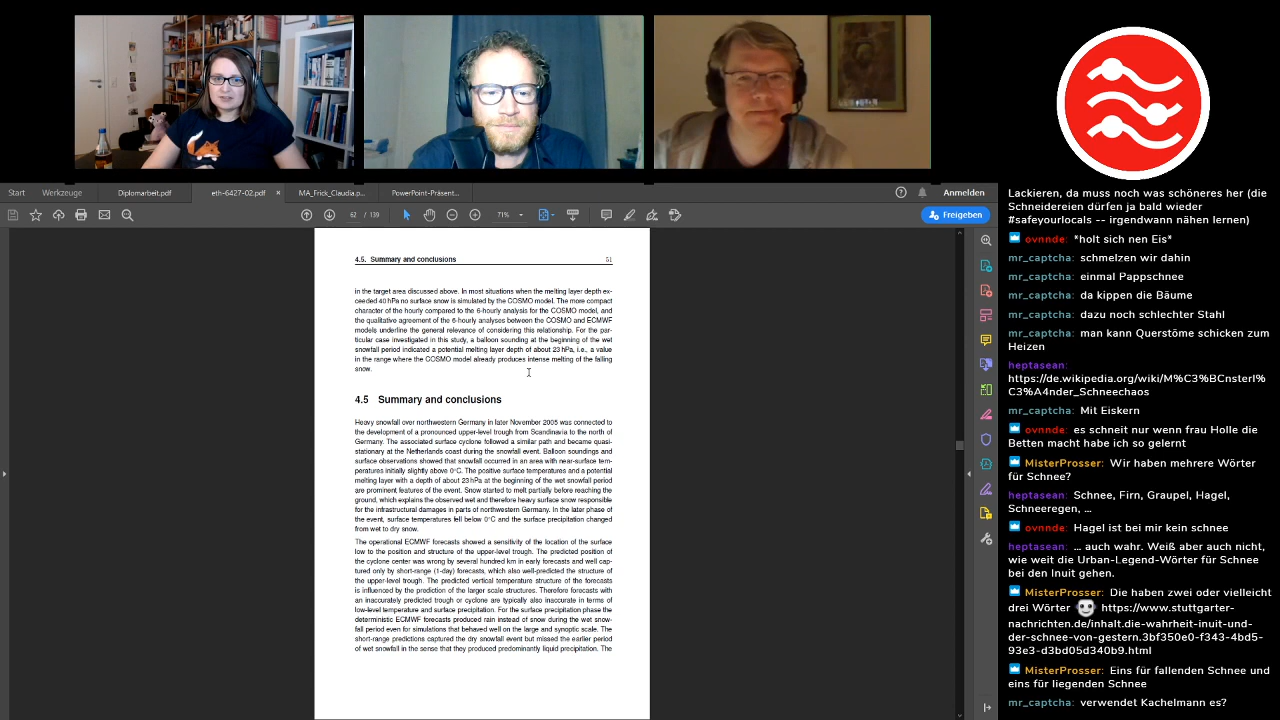 Start
Werkzeuge
Diplomarbeit.pdf
eth-6427-02.pdf
×
MA_Frick_Claudia.p...
PowerPoint-Präsent...
Anmelden
62 / 139
71%
Freigeben
4.5. Summary and conclusions 51
in the target area discussed above. In most situations when the melting layer depth ex-
ceeded 40 hPa no surface snow is simulated by the COSMO model. The more compact
character of the hourly compared to the 6-hourly analysis for the COSMO model, and
the qualitative agreement of the 6-hourly analyses between the COSMO and ECMWF
models underline the general relevance of considering this relationship. For the par-
ticular case investigated in this study, a balloon sounding at the beginning of the wet
snowfall period indicated a potential melting layer depth of about 23 hPa, i.e., a value
in the range where the COSMO model already produces intense melting of the falling
snow.
4.5 Summary and conclusions
Heavy snowfall over northwestern Germany in later November 2005 was connected to
the development of a pronounced upper-level trough from Scandinavia to the north of
Germany. The associated surface cyclone followed a similar path and became quasi-
stationary at the Netherlands coast during the snowfall event. Balloon soundings and
surface observations showed that snowfall occurred in an area with near-surface tem-
peratures initially slightly above 0°C. The positive surface temperatures and a potential
melting layer with a depth of about 23 hPa at the beginning of the wet snowfall period
are prominent features of the event. Snow started to melt partially before reaching the
ground, which explains the observed wet and therefore heavy surface snow responsible
for the infrastructural damages in parts of northwestern Germany. In the later phase of
the event, surface temperatures fell below 0°C and the surface precipitation changed
from wet to dry snow.
The operational ECMWF forecasts showed a sensitivity of the location of the surface
low to the position and structure of the upper-level trough. The predicted position of
the cyclone center was wrong by several hundred km in early forecasts and well cap-
tured only by short-range (1-day) forecasts, which also well-predicted the structure of
the upper-level trough. The predicted vertical temperature structure of the forecasts
is influenced by the prediction of the larger scale structures. Therefore forecasts with
an inaccurately predicted trough or cyclone are typically also inaccurate in terms of
low-level temperature and surface precipitation. For the surface precipitation phase the
deterministic ECMWF forecasts produced rain instead of snow during the wet snow-
fall period even for simulations that behaved well on the large and synoptic scale. The
short-range predictions captured the dry snowfall event but missed the earlier period
of wet snowfall in the sense that they produced predominantly liquid precipitation. The
Lackieren, da muss noch was schöneres her (die
Schneidereien dürfen ja bald wieder
#safeyourlocals -- irgendwann nähen lernen)
ovnnde: *holt sich nen Eis*
mr_captcha: schmelzen wir dahin
mr_captcha: einmal Pappschnee
mr_captcha: da kippen die Bäume
mr_captcha: dazu noch schlechter Stahl
mr_captcha: man kann Querstöme schicken zum
Heizen
heptasean:
https://de.wikipedia.org/wiki/M%C3%BCnsterl%
C3%A4nder_Schneechaos
mr_captcha: Mit Eiskern
ovnnde: es schneit nur wenn frau Holle die
Betten macht habe ich so gelernt
MisterProsser: Wir haben mehrere Wörter
für Schnee?
heptasean: Schnee, Firn, Graupel, Hagel,
Schneeregen, ...
ovnnde: Hagel ist bei mir kein schnee
heptasean: ... auch wahr. Weiß aber auch nicht,
wie weit die Urban-Legend-Wörter für Schnee
bei den Inuit gehen.
MisterProsser: Die haben zwei oder vielleicht
drei Wörter https://www.stuttgarter-
nachrichten.de/inhalt.die-wahrheit-inuit-und-
der-schnee-von-gestern.3bf350e0-f343-4bd5-
93e3-d3bd05d340b9.html
MisterProsser: Eins für fallenden Schnee und
eins für liegenden Schnee
mr_captcha: verwendet Kachelmann es?